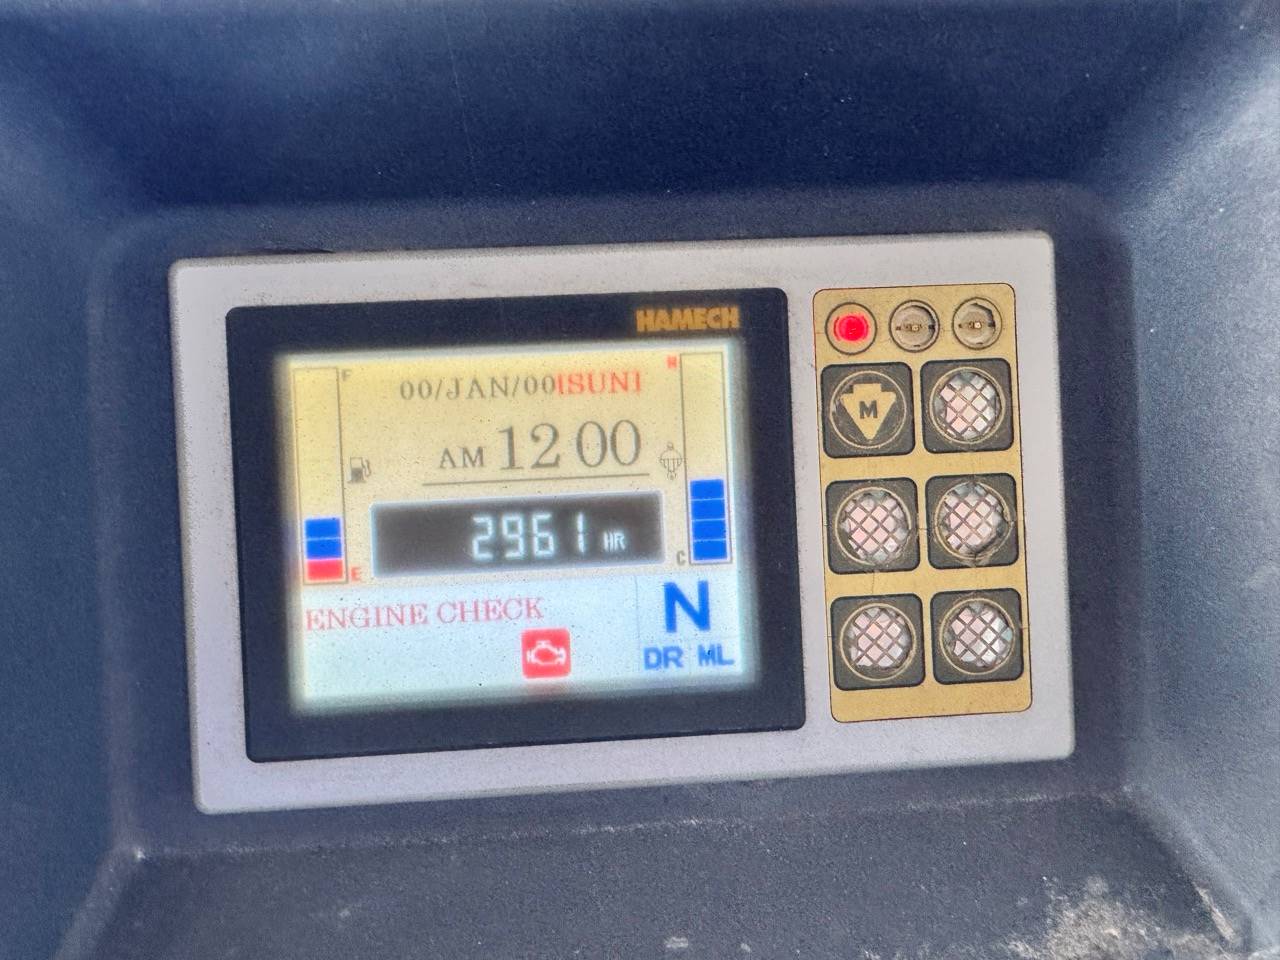 HAMECH
F
H
00/JAN/00[SUN]
AM 12 00
2961 HR
E
C
ENGINE CHECK
N
DR ML
M